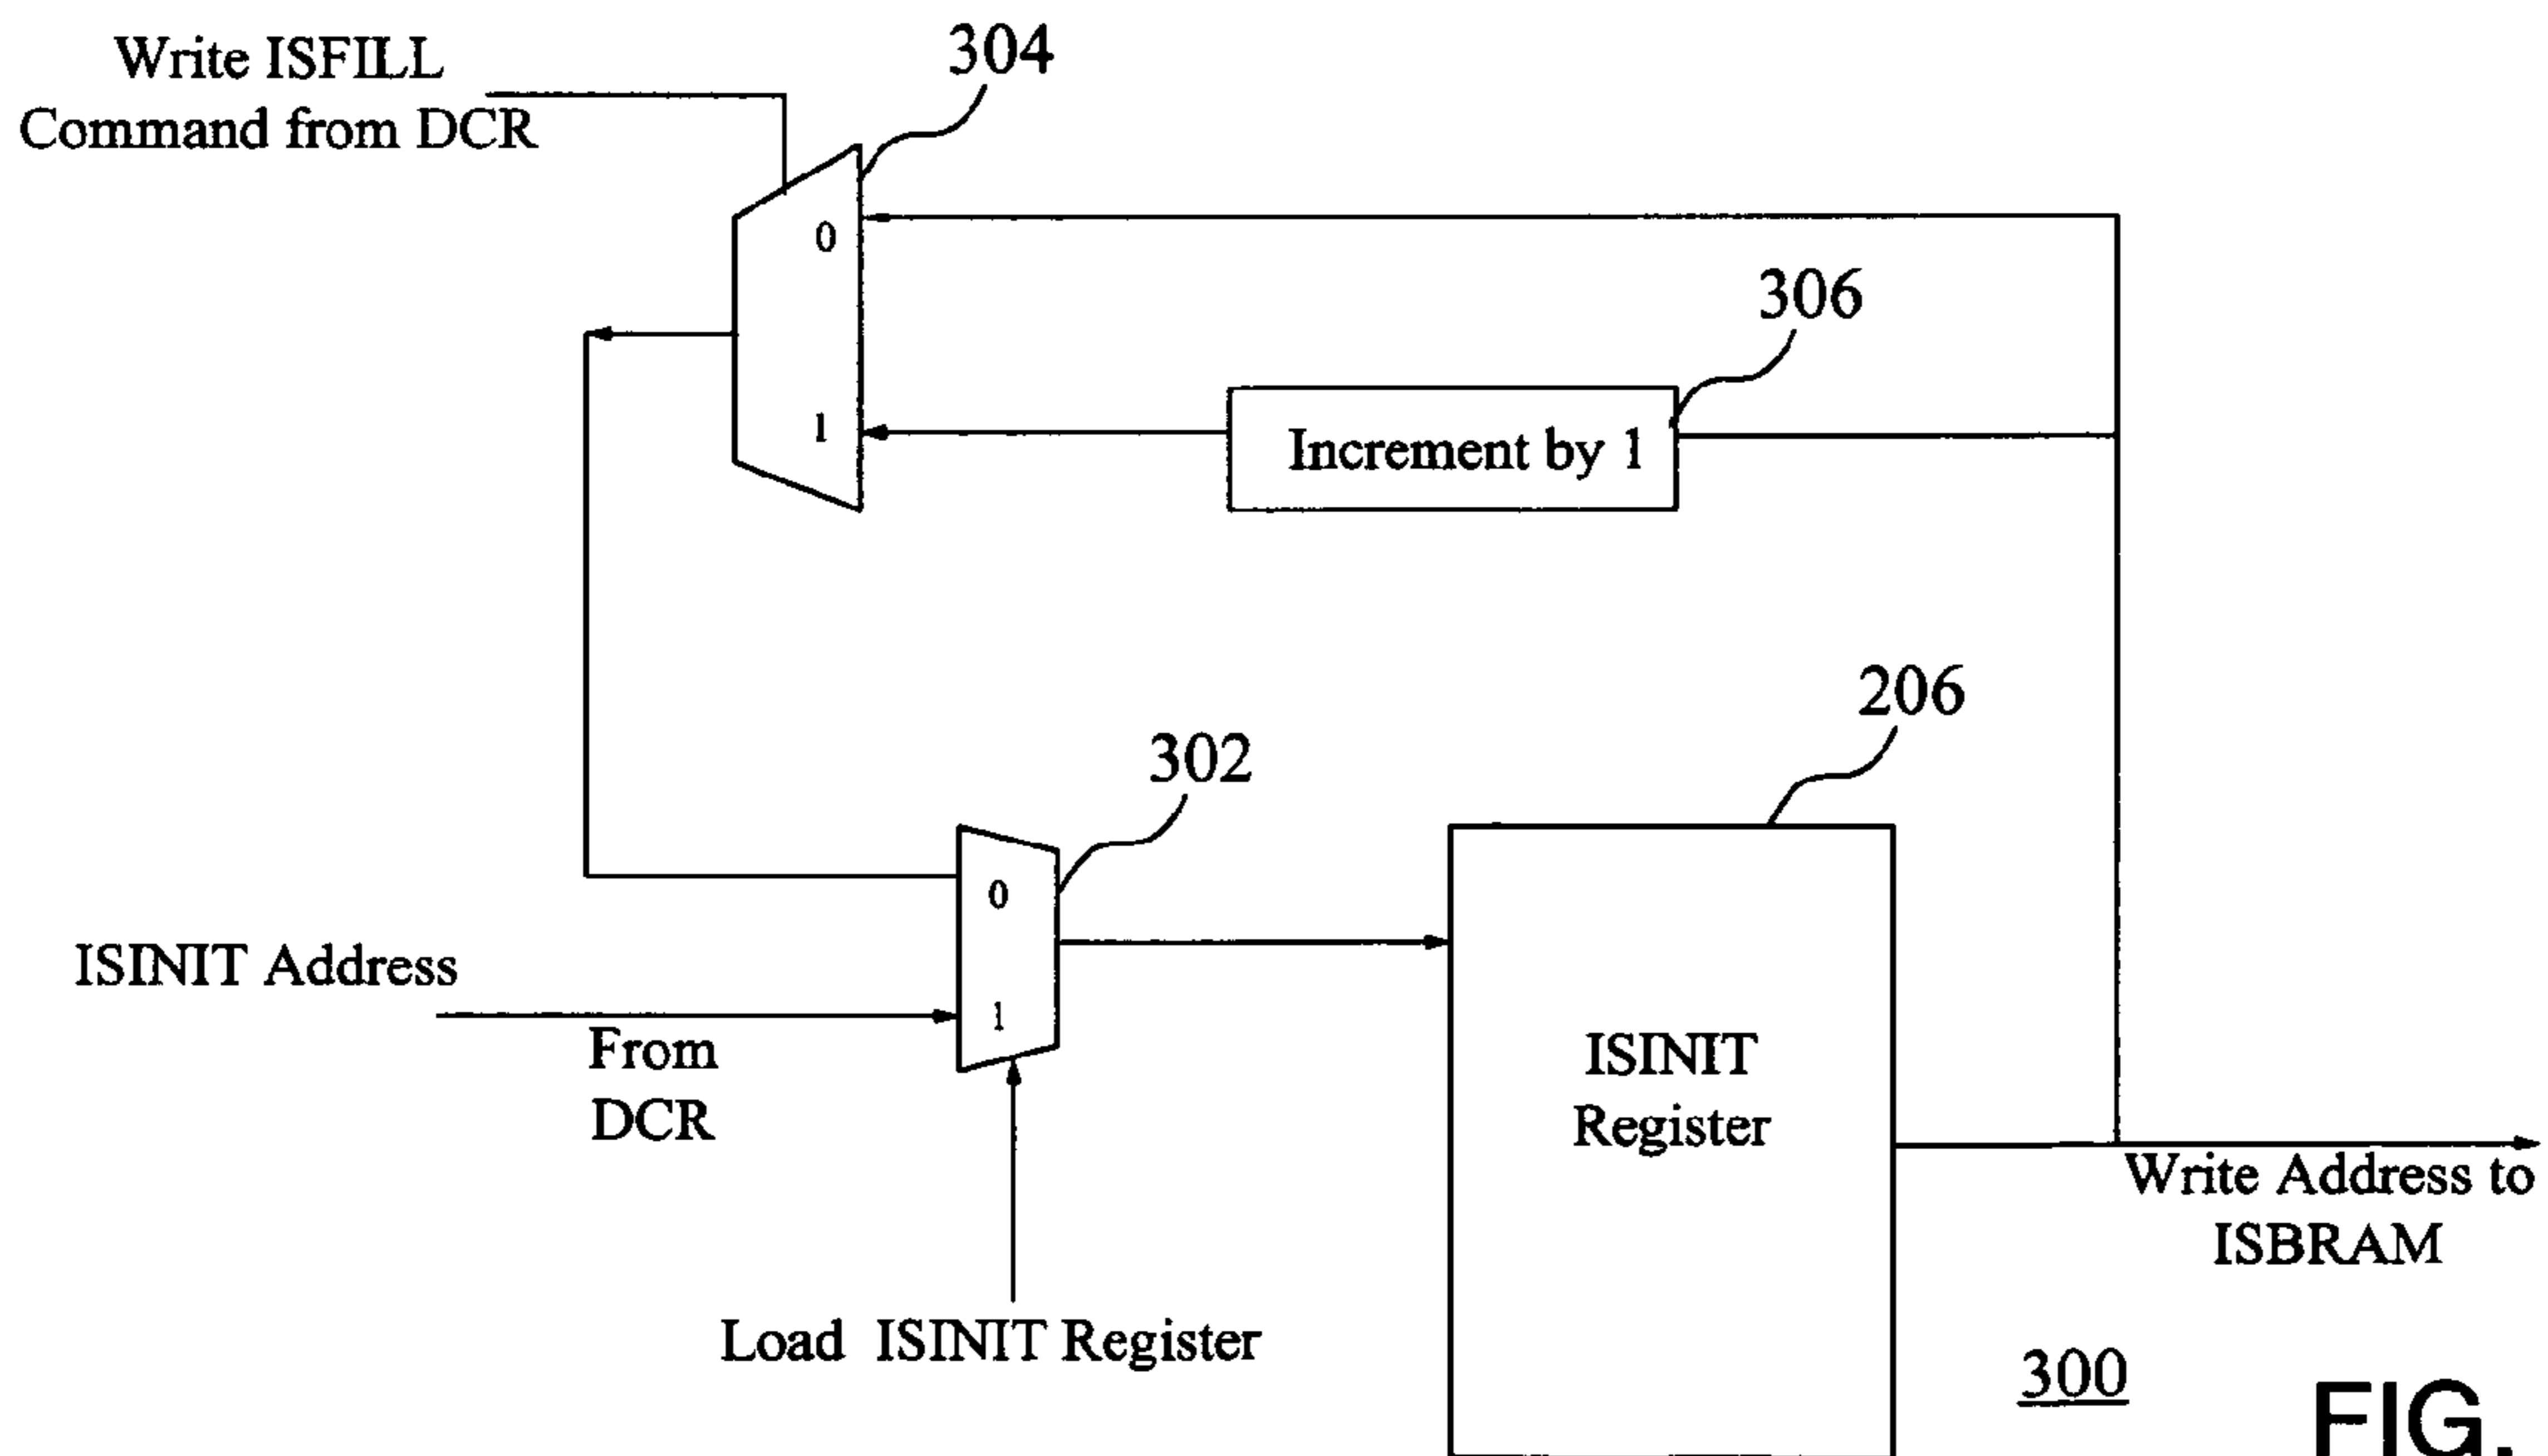 Write ISFILL
Command from DCR
304
0
306
1
Increment by 1
206
302
0
ISINIT Address
1
From
DCR
ISINIT
Register
Write Address to
ISBRAM
Load ISINIT Register
300
FIG.